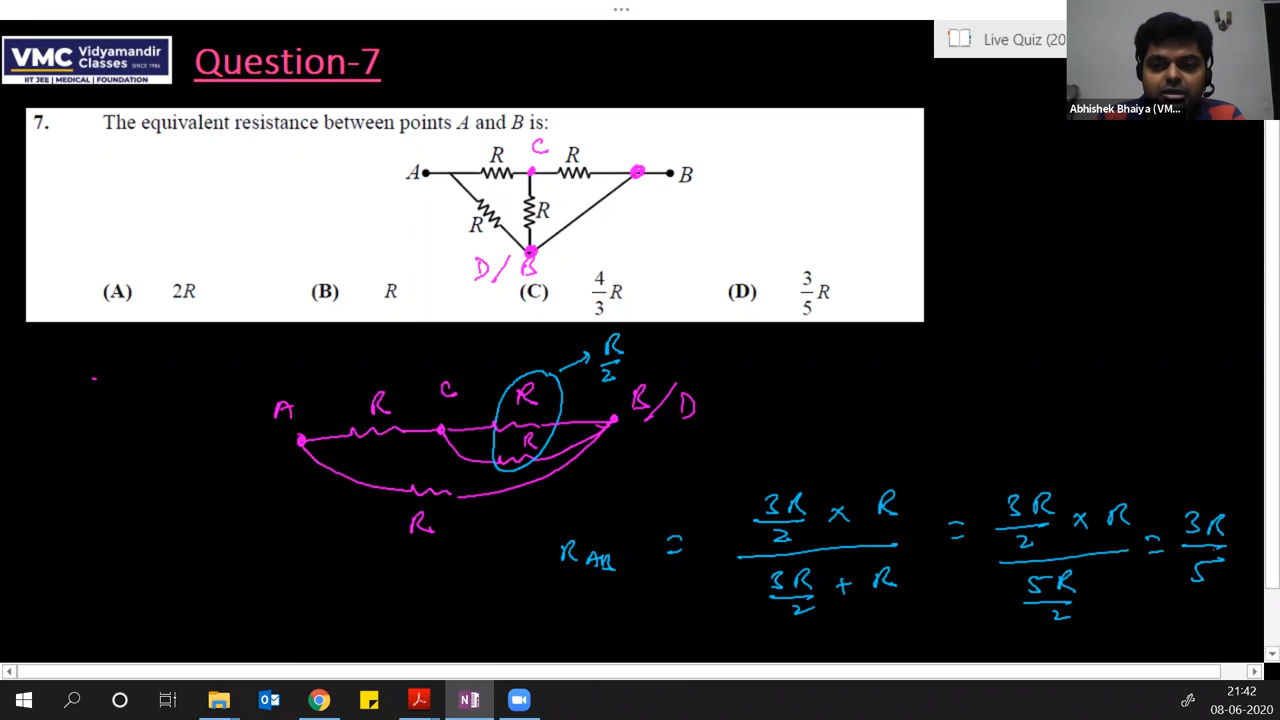 VMC Vidyamandir Classes SINCE 1986
IIT JEE | MEDICAL | FOUNDATION
Question-7
Live Quiz (20
Abhishek Bhaiya (VM...
7. The equivalent resistance between points A and B is:
C
R R
A B
R R
D/B
(A) 2R (B) R (C) 4/3 R (D) 3/5 R
R/2
A R C R B/D
R
R
R AB = (3R/2 × R)/(3R/2 + R) = (3R/2 × R)/(5R/2) = 3R/5
21:42
08-06-2020